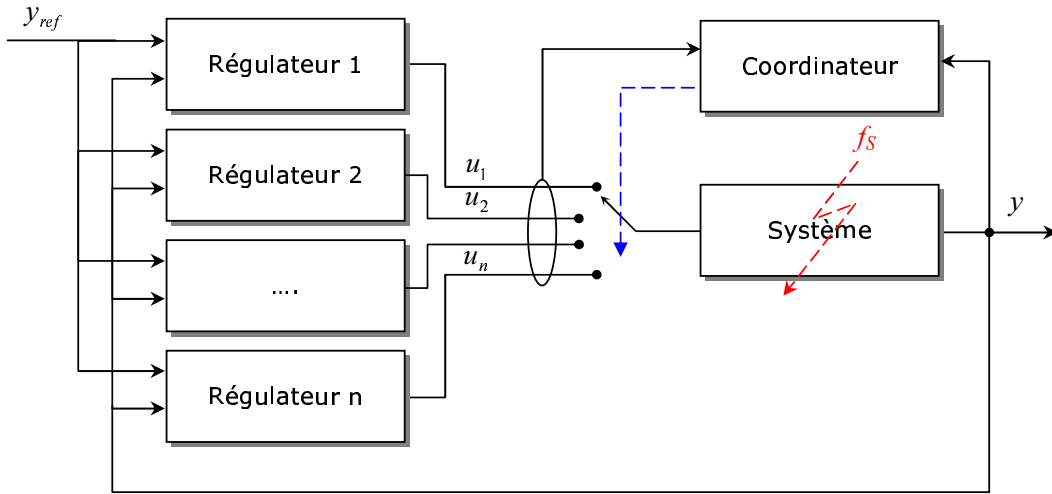 y_ref
Régulateur 1
Régulateur 2
….
Régulateur n
u_1
u_2
u_n
Coordinateur
f_S
Système
y